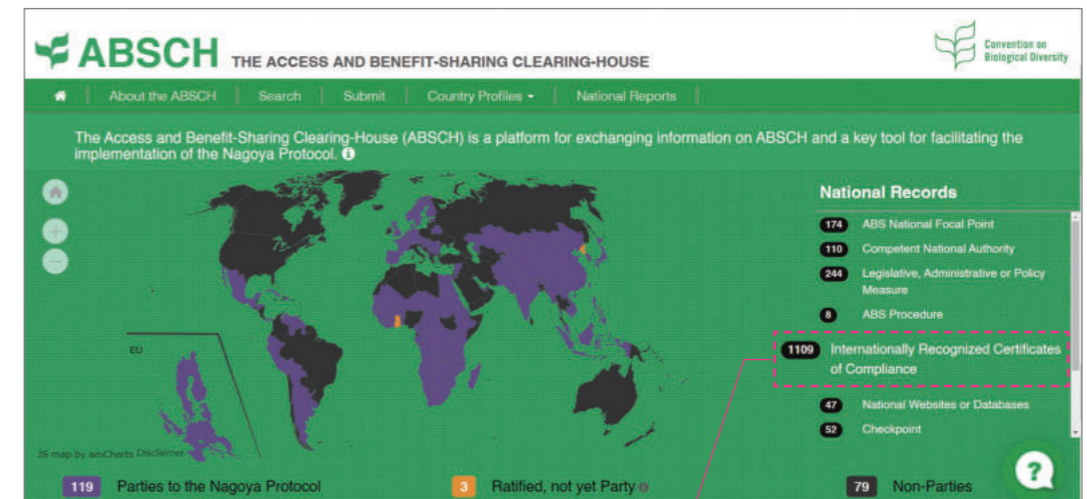 ABSCH THE ACCESS AND BENEFIT-SHARING CLEARING-HOUSE
Convention on
Biological Diversity
About the ABSCH
Search
Submit
Country Profiles
National Reports
The Access and Benefit-Sharing Clearing-House (ABSCH) is a platform for exchanging information on ABSCH and a key tool for facilitating the
implementation of the Nagoya Protocol.
National Records
174 ABS National Focal Point
110 Competent National Authority
244 Legislative, Administrative or Policy
Measure
8 ABS Procedure
1109 Internationally Recognized Certificates
of Compliance
47 National Websites or Databases
52 Checkpoint
EU
JS map by amCharts Disclaimer
?
119 Parties to the Nagoya Protocol
3 Ratified, not yet Party
79 Non-Parties